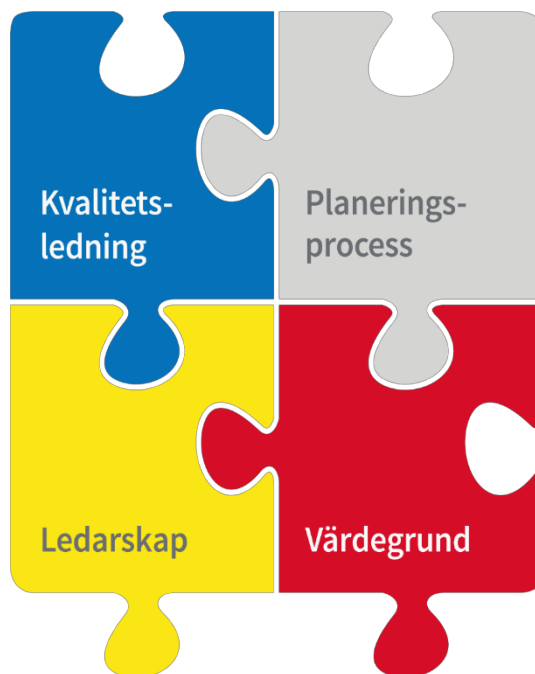 Kvalitets-
ledning
Planerings-
process
Ledarskap
Värdegrund